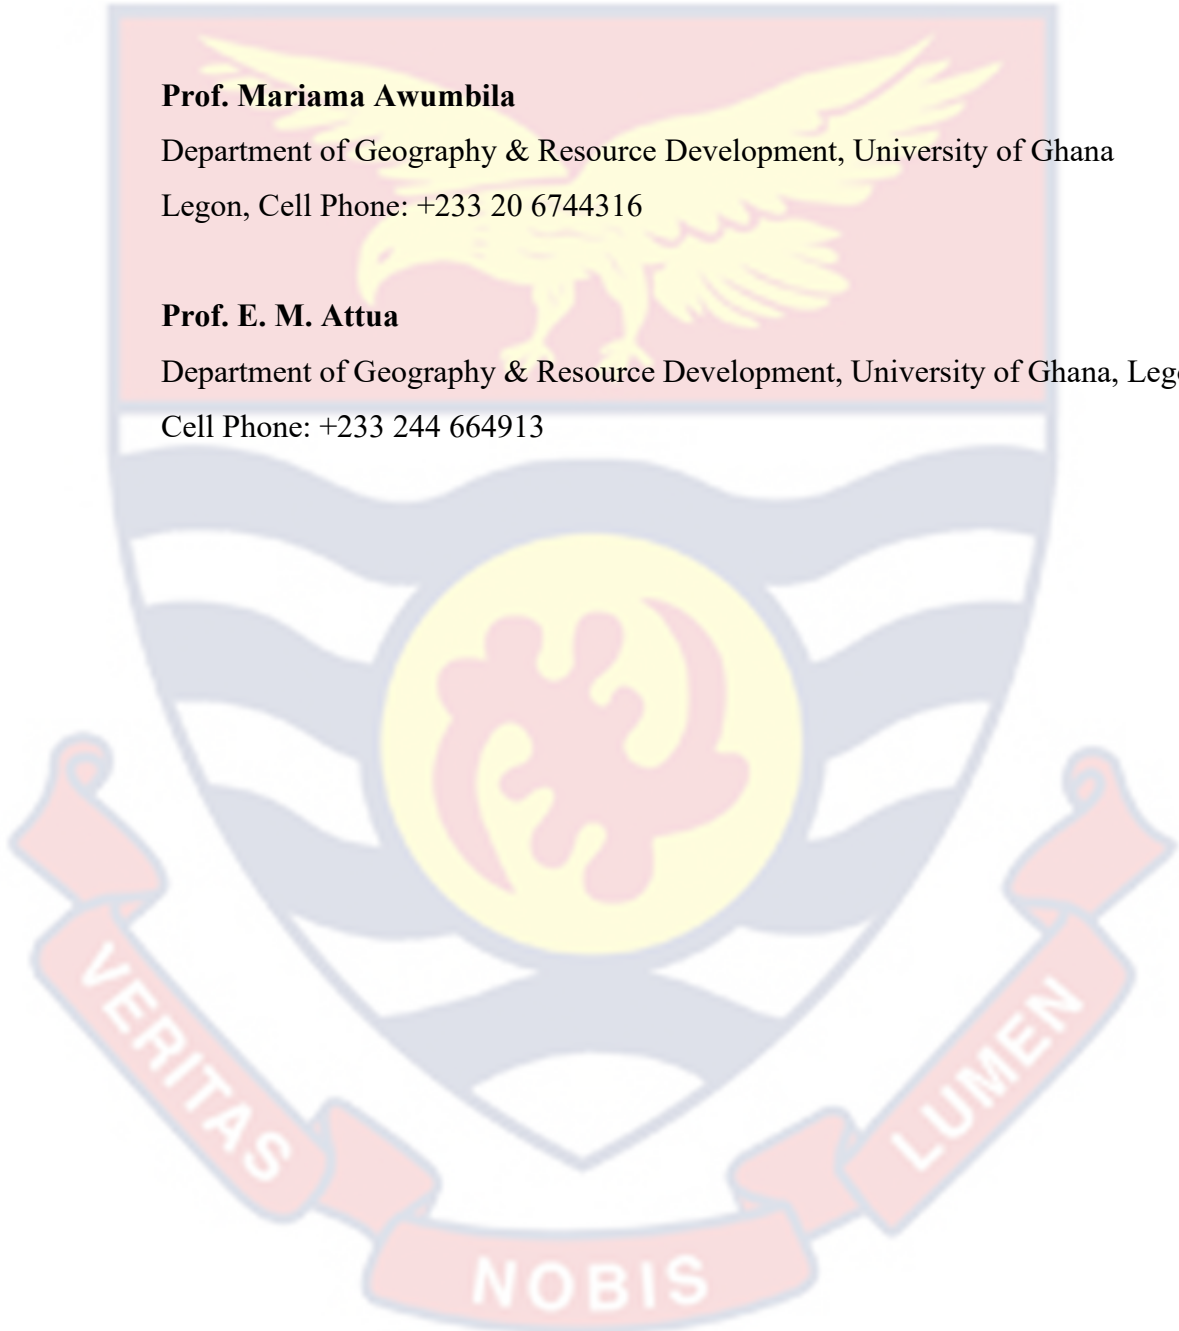 Prof. Mariama Awumbila
Department of Geography & Resource Development, University of Ghana
Legon, Cell Phone: +233 20 6744316
Prof. E. M. Attua
Department of Geography & Resource Development, University of Ghana,
Cell Phone: +233 244 664913
VERITAS
NOBIS
LUMEN